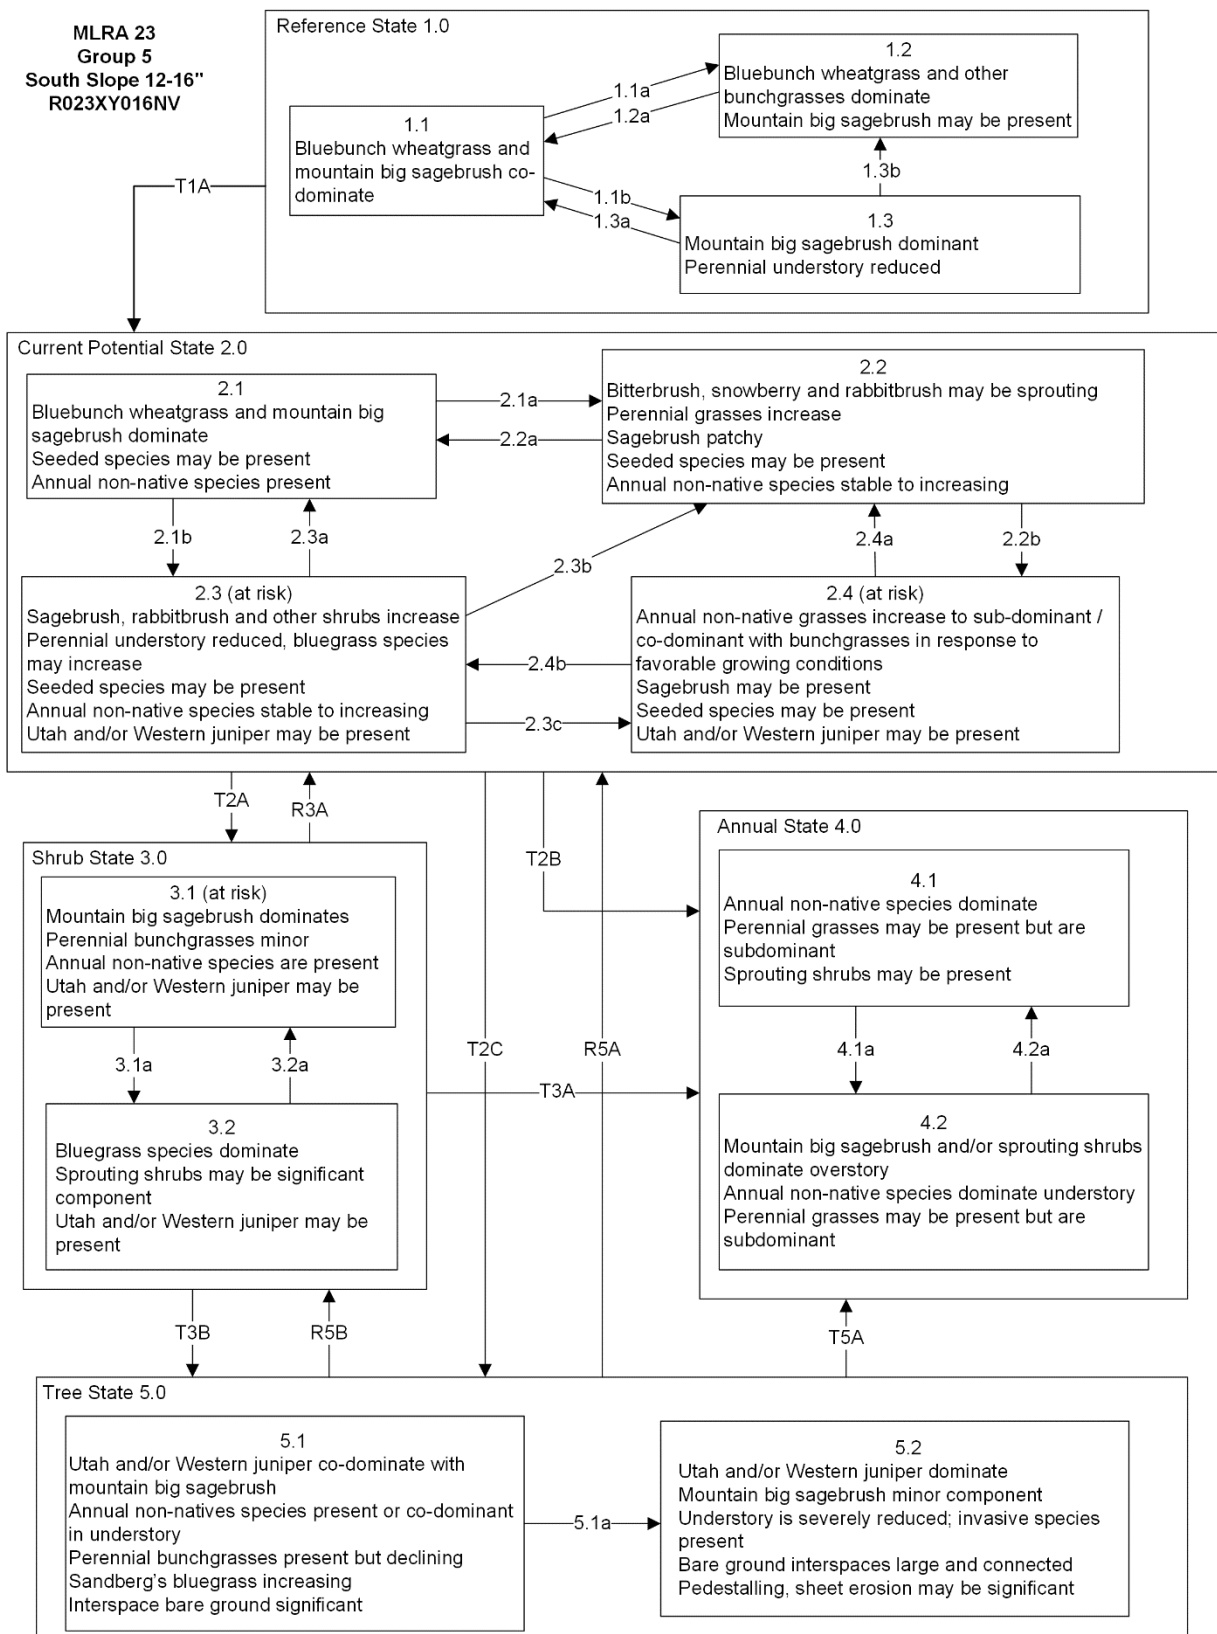 MLRA 23
Group 5
South Slope 12-16"
R023XY016NV
Reference State 1.0
1.1
Bluebunch wheatgrass and
mountain big sagebrush co-
dominate
1.1a
1.2a
1.2
Bluebunch wheatgrass and other
bunchgrasses dominate
Mountain big sagebrush may be present
1.3b
1.1b
1.3a
1.3
Mountain big sagebrush dominant
Perennial understory reduced
T1A
Current Potential State 2.0
2.1
Bluebunch wheatgrass and mountain big
sagebrush dominate
Seeded species may be present
Annual non-native species present
2.1a
2.2a
2.2
Bitterbrush, snowberry and rabbitbrush may be sprouting
Perennial grasses increase
Sagebrush patchy
Seeded species may be present
Annual non-native species stable to increasing
2.1b
2.3a
2.3b
2.4a
2.2b
2.3 (at risk)
Sagebrush, rabbitbrush and other shrubs increase
Perennial understory reduced, bluegrass species
may increase
Seeded species may be present
Annual non-native species stable to increasing
Utah and/or Western juniper may be present
2.4b
2.3c
2.4 (at risk)
Annual non-native grasses increase to sub-dominant /
co-dominant with bunchgrasses in response to
favorable growing conditions
Sagebrush may be present
Seeded species may be present
Utah and/or Western juniper may be present
T2A
R3A
T2B
T2C
R5A
Shrub State 3.0
3.1 (at risk)
Mountain big sagebrush dominates
Perennial bunchgrasses minor
Annual non-native species are present
Utah and/or Western juniper may be
present
3.1a
3.2a
3.2
Bluegrass species dominate
Sprouting shrubs may be significant
component
Utah and/or Western juniper may be
present
T3A
Annual State 4.0
4.1
Annual non-native species dominate
Perennial grasses may be present but are
subdominant
Sprouting shrubs may be present
4.1a
4.2a
4.2
Mountain big sagebrush and/or sprouting shrubs
dominate overstory
Annual non-native species dominate understory
Perennial grasses may be present but are
subdominant
T3B
R5B
T5A
Tree State 5.0
5.1
Utah and/or Western juniper co-dominate with
mountain big sagebrush
Annual non-natives species present or co-dominant
in understory
Perennial bunchgrasses present but declining
Sandberg's bluegrass increasing
Interspace bare ground significant
5.1a
5.2
Utah and/or Western juniper dominate
Mountain big sagebrush minor component
Understory is severely reduced; invasive species
present
Bare ground interspaces large and connected
Pedestalling, sheet erosion may be significant